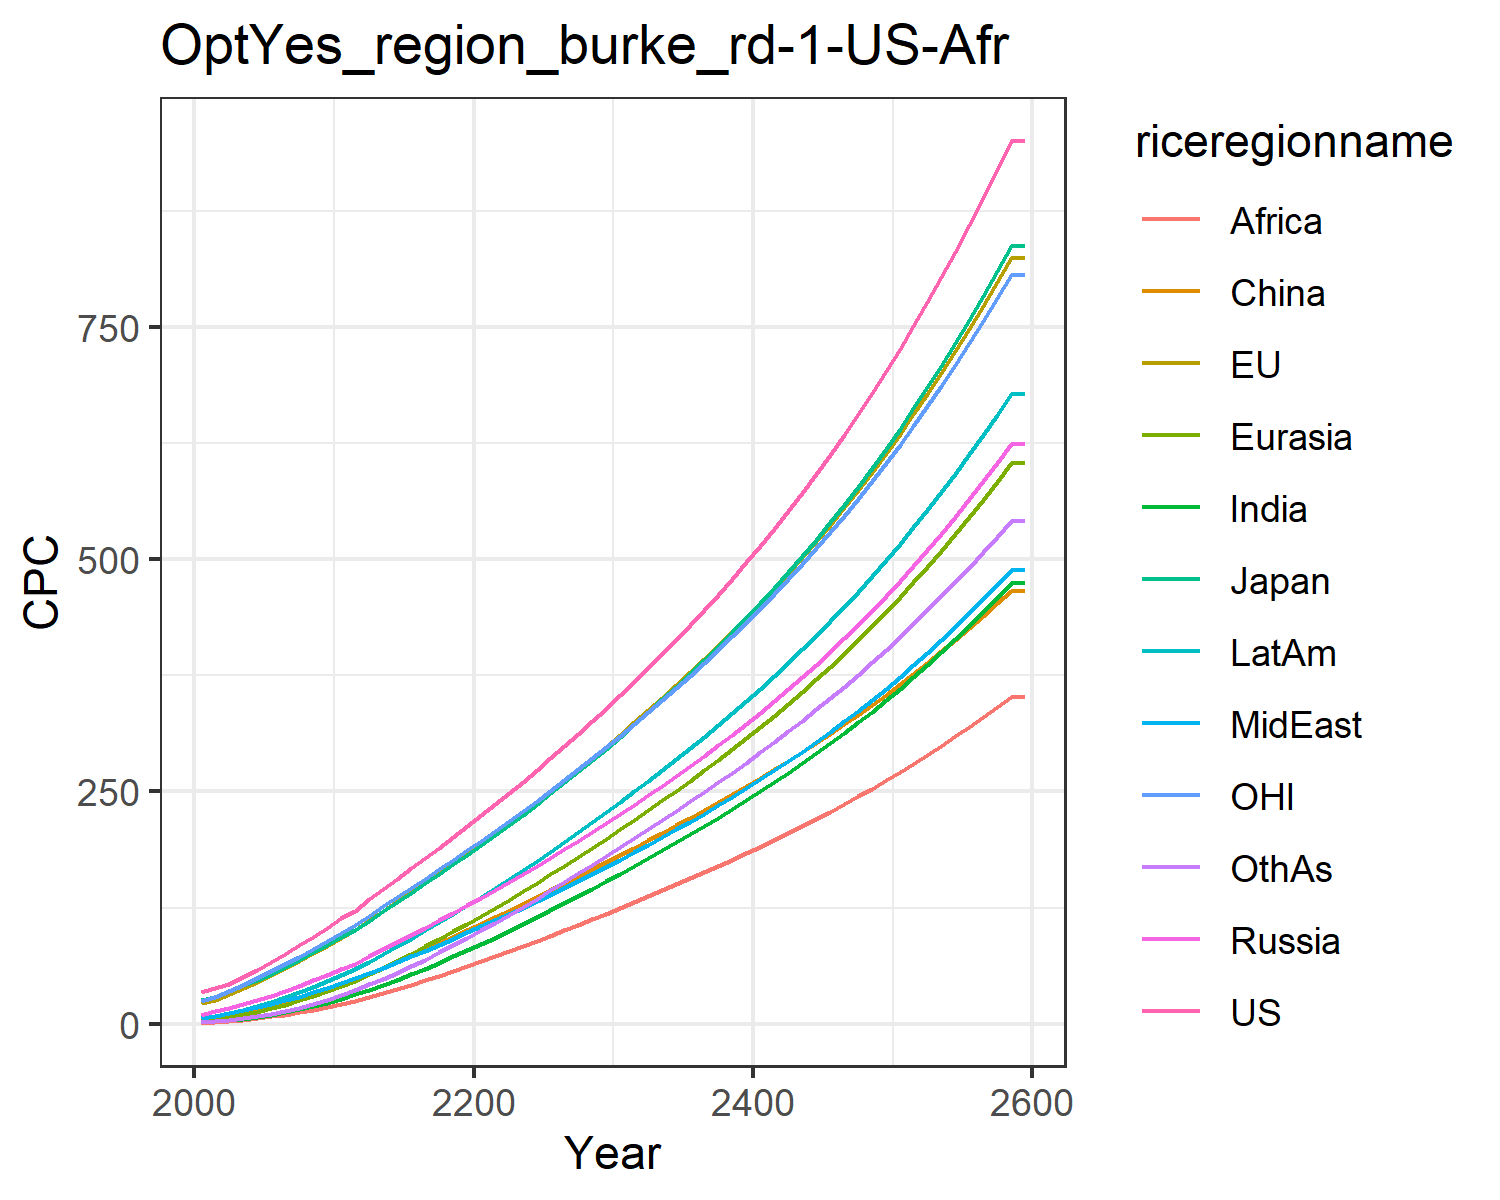 OptYes_region_burke_rd-1-US-Afr
CPC
750
500
250
0
2000 2200 2400 2600
Year
riceregionname
Africa
China
EU
Eurasia
India
Japan
LatAm
MidEast
OHI
OthAs
Russia
US